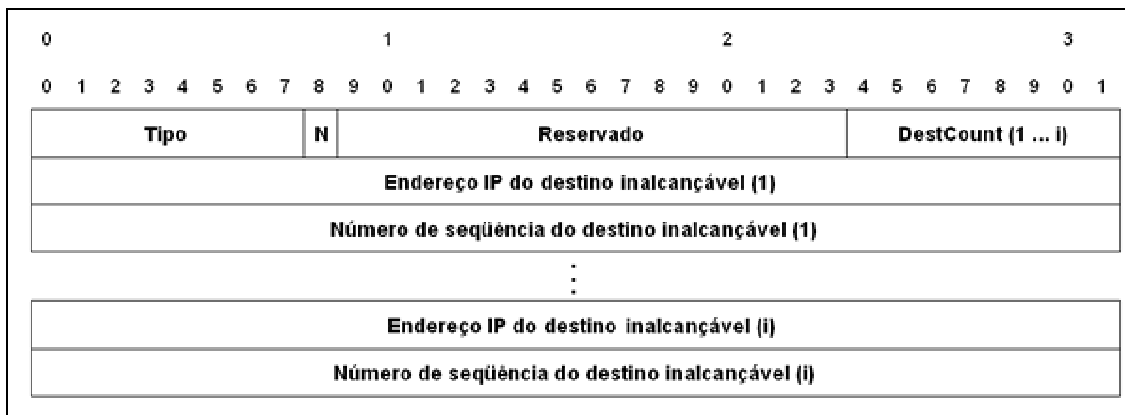 0 1 2 3
0 1 2 3 4 5 6 7 8 9 0 1 2 3 4 5 6 7 8 9 0 1 2 3 4 5 6 7 8 9 0 1
Tipo N Reservado DestCount (1 ... i)
Endereço IP do destino inalcançável (1)
Número de seqüência do destino inalcançável (1)
Endereço IP do destino inalcançável (i)
Número de seqüência do destino inalcançável (i)